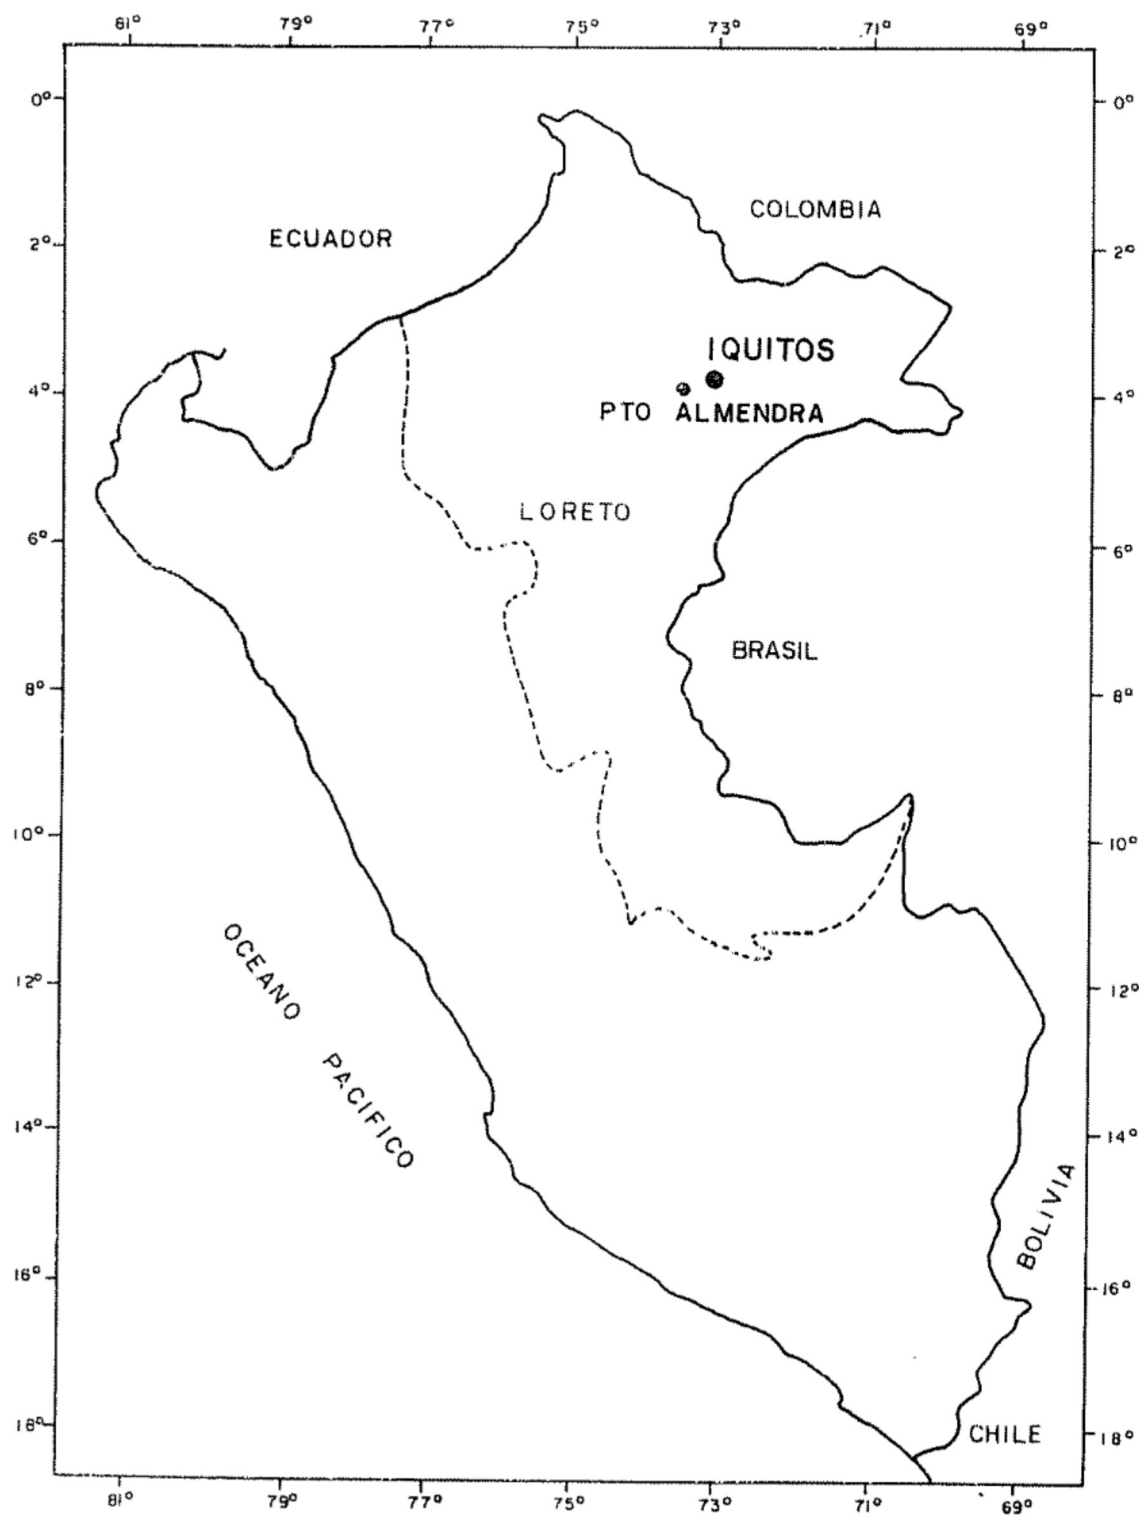 81° 79° 77° 75° 73° 71° 69°
0° 0°
COLOMBIA
ECUADOR
2° 2°
IQUITOS
4° 4°
PTO ALMENDRA
LORETO
6° 6°
BRASIL
8° 8°
10° 10°
OCEANO PACIFICO
12° 12°
14° 14°
BOLIVIA
16° 16°
18° 18°
CHILE
81° 79° 77° 75° 73° 71° 69°